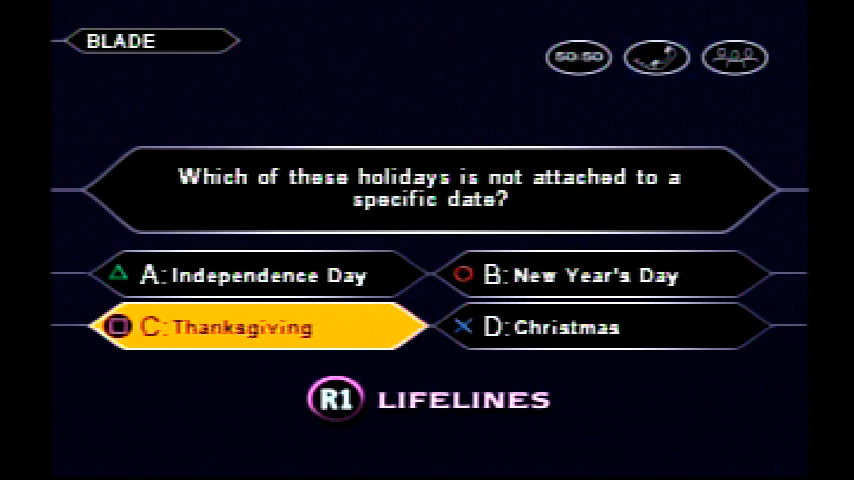 BLADE
50:50
Which of these holidays is not attached to a
specific date?
A: Independence Day
B: New Year's Day
C: Thanksgiving
D: Christmas
R1 LIFELINES